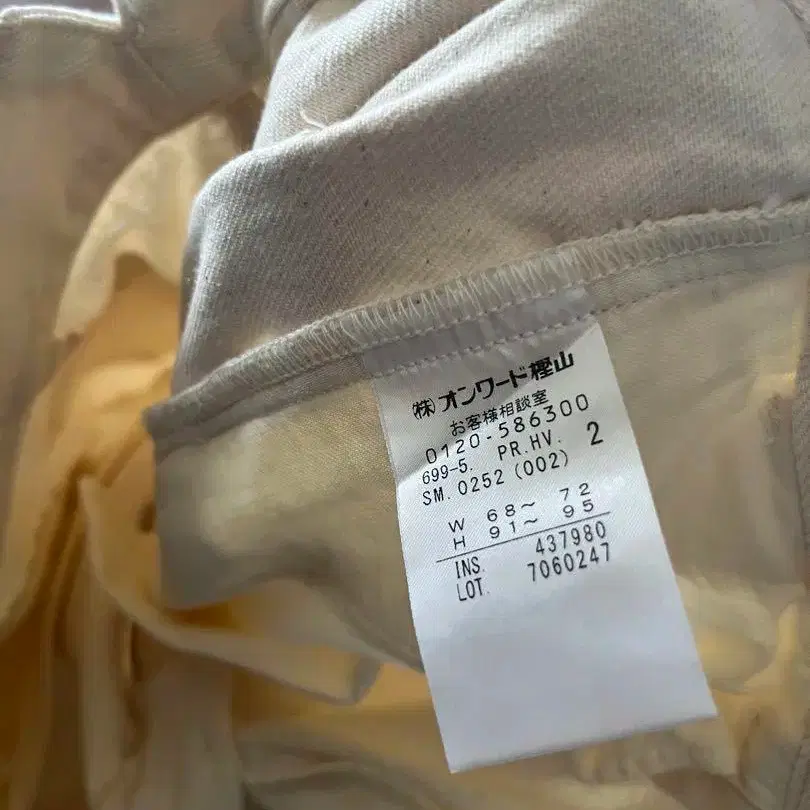 ㈱オンワード樫山
お客様相談室
0120-586300
699-5. PR.HV. 2
SM. 0252 (002)
W 68~ 72
H 91~ 95
INS. 437980
LOT. 7060247